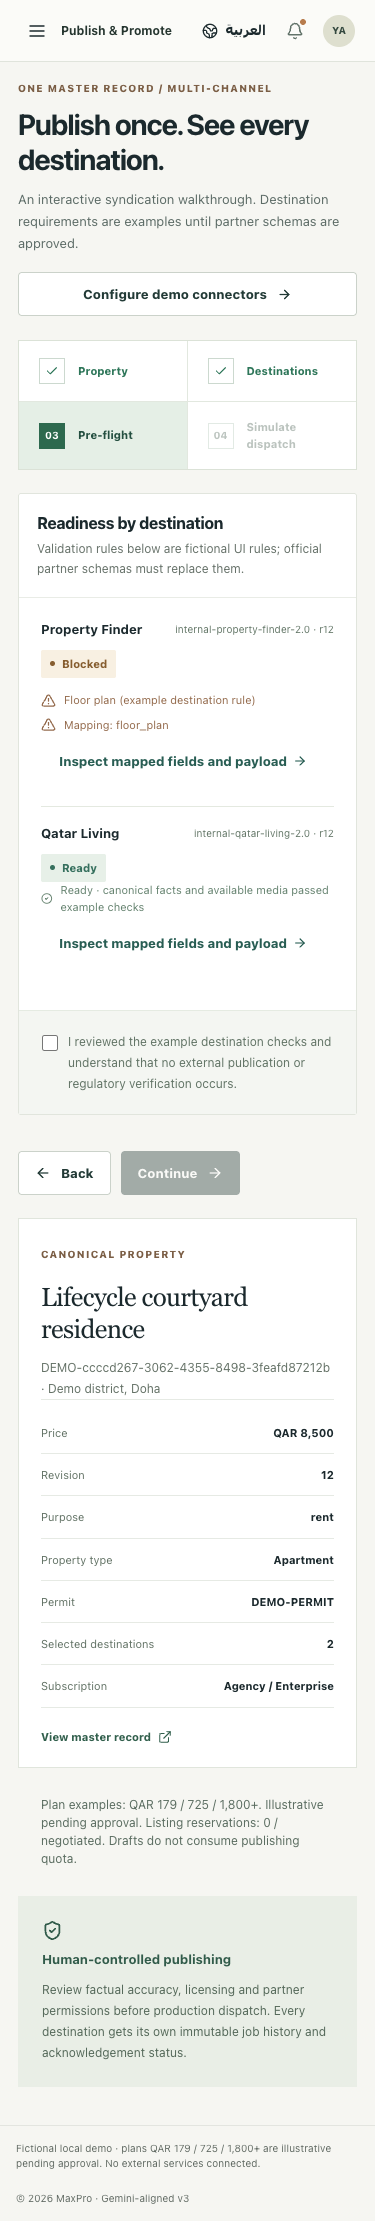 Publish & Promote
العربية
YA
ONE MASTER RECORD / MULTI-CHANNEL
Publish once. See every
destination.
An interactive syndication walkthrough. Destination
requirements are examples until partner schemas are
approved.
Configure demo connectors
Property
Destinations
03
Pre-flight
04
Simulate
dispatch
Readiness by destination
Validation rules below are fictional UI rules; official
partner schemas must replace them.
Property Finder
internal-property-finder-2.0 · r12
Blocked
Floor plan (example destination rule)
Mapping: floor_plan
Inspect mapped fields and payload
Qatar Living
internal-qatar-living-2.0 · r12
Ready
Ready · canonical facts and available media passed
example checks
Inspect mapped fields and payload
I reviewed the example destination checks and
understand that no external publication or
regulatory verification occurs.
Back
Continue
CANONICAL PROPERTY
Lifecycle courtyard
residence
DEMO-ccccd267-3062-4355-8498-3feafd87212b
· Demo district, Doha
Price
QAR 8,500
Revision
12
Purpose
rent
Property type
Apartment
Permit
DEMO-PERMIT
Selected destinations
2
Subscription
Agency / Enterprise
View master record
Plan examples: QAR 179 / 725 / 1,800+. Illustrative
pending approval. Listing reservations: 0 /
negotiated. Drafts do not consume publishing
quota.
Human-controlled publishing
Review factual accuracy, licensing and partner
permissions before production dispatch. Every
destination gets its own immutable job history and
acknowledgement status.
Fictional local demo · plans QAR 179 / 725 / 1,800+ are illustrative
pending approval. No external services connected.
© 2026 MaxPro · Gemini-aligned v3